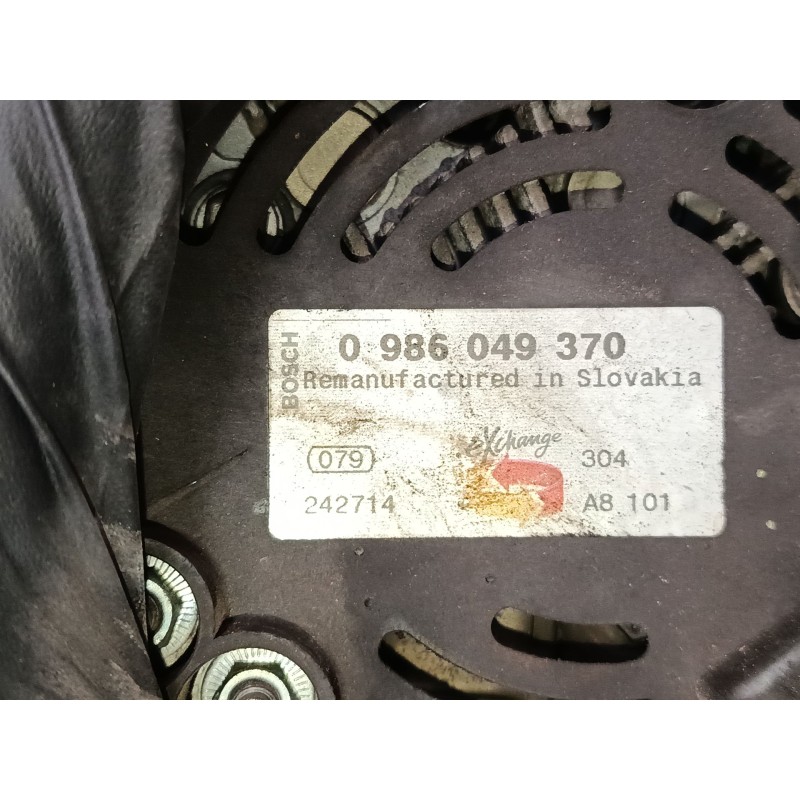 BOSCH
0 986 049 370
Remanufactured in Slovakia
eXchange
079
304
242714
A8 101